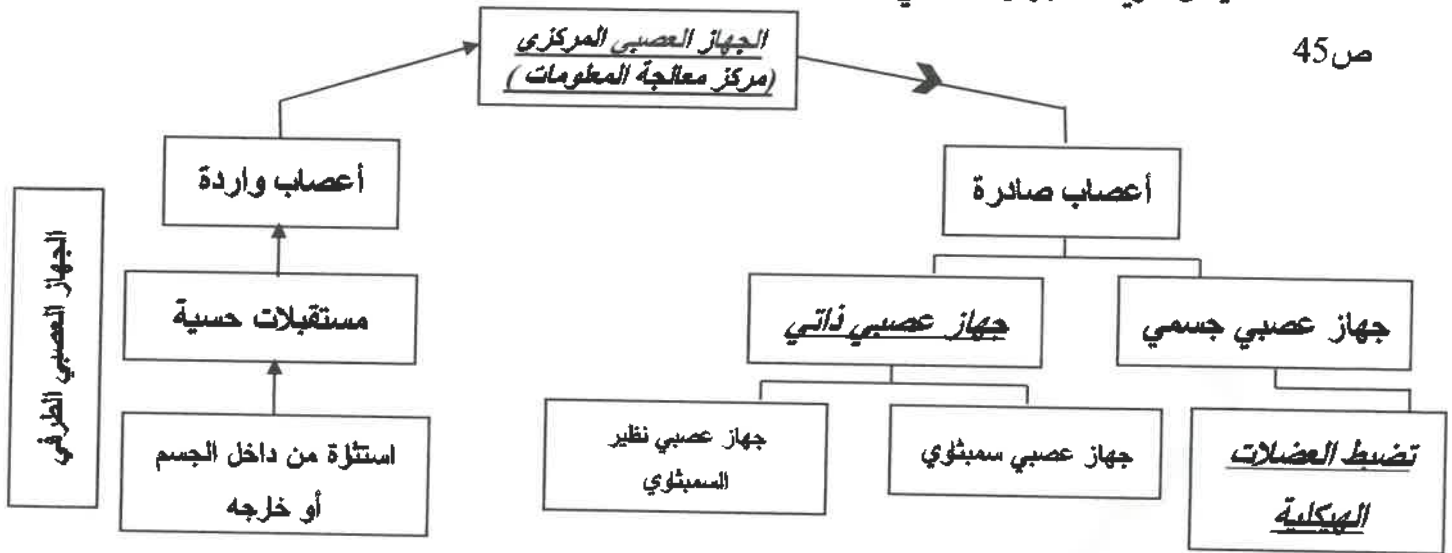 ص45
الجهاز العصبي المركزي
(مركز معالجة المعلومات)
أعصاب صادرة
أعصاب واردة
جهاز عصبي جسمي
جهاز عصبي ذاتي
مستقبلات حسية
تضبط العضلات
الهيكلية
جهاز عصبي سمبثاوي
جهاز عصبي نظير
السمبثاوي
استثارة من داخل الجسم
أو خارجه
الجهاز العصبي الطرفي